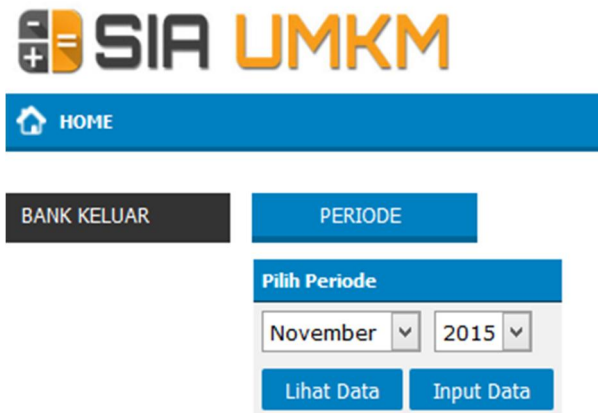 SIA UMKM
HOME
BANK KELUAR
PERIODE
Pilih Periode
November 2015
Lihat Data Input Data